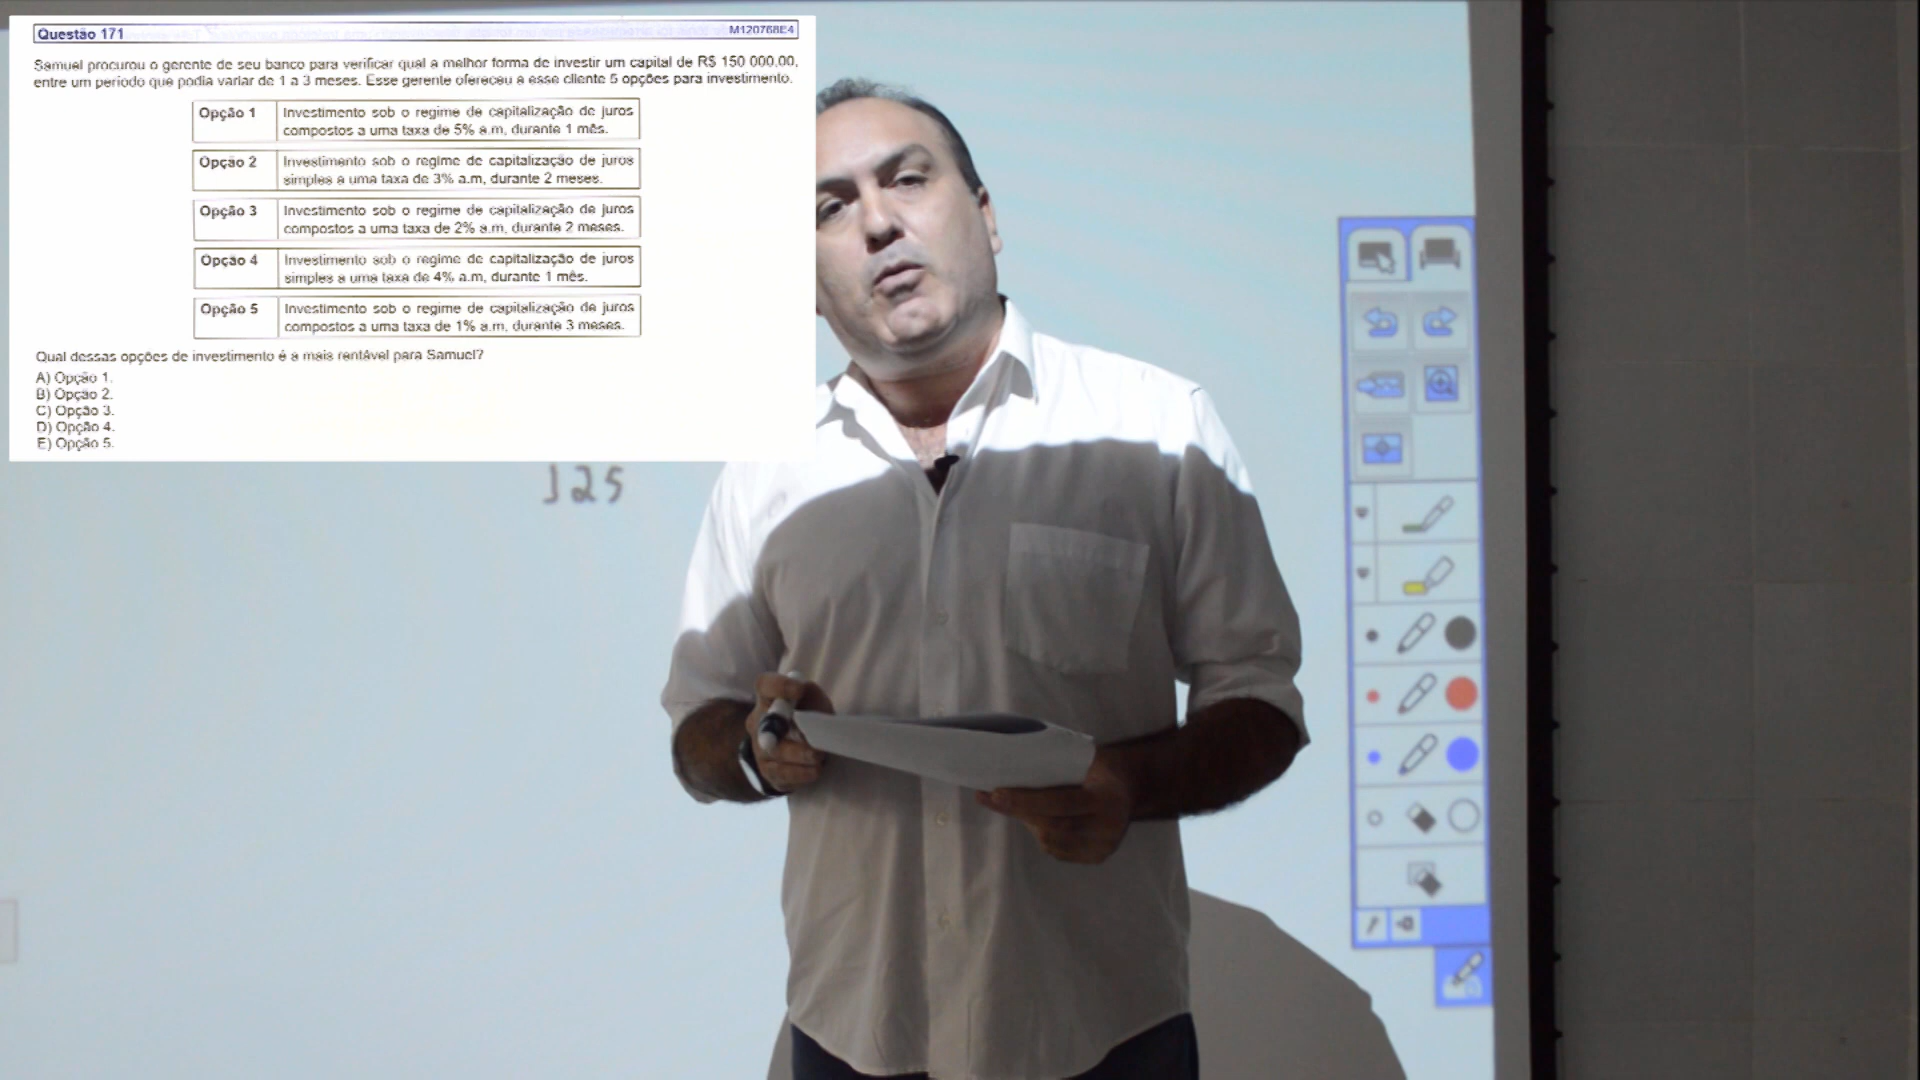 Questão 171
M120768E4
Samuel procurou o gerente de seu banco para verificar qual a melhor forma de investir um capital de R$ 150 000,00,
entre um período que podia variar de 1 a 3 meses. Esse gerente ofereceu a esse cliente 5 opções para investimento.
Opção 1
Investimento sob o regime de capitalização de juros
compostos a uma taxa de 5% a.m, durante 1 mês.
Opção 2
Investimento sob o regime de capitalização de juros
simples a uma taxa de 3% a.m, durante 2 meses.
Opção 3
Investimento sob o regime de capitalização de juros
compostos a uma taxa de 2% a.m, durante 2 meses.
Opção 4
Investimento sob o regime de capitalização de juros
simples a uma taxa de 4% a.m, durante 1 mês.
Opção 5
Investimento sob o regime de capitalização de juros
compostos a uma taxa de 1% a.m, durante 3 meses.
Qual dessas opções de investimento é a mais rentável para Samuel?
A) Opção 1.
B) Opção 2.
C) Opção 3.
D) Opção 4.
E) Opção 5.
125